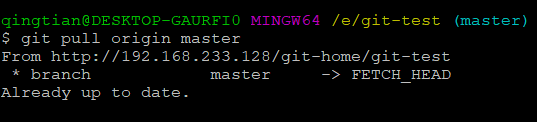 qingtian@DESKTOP-GAURFI0 MINGW64 /e/git-test (master)
$ git pull origin master
From http://192.168.233.128/git-home/git-test
 * branch            master     -> FETCH_HEAD
Already up to date.